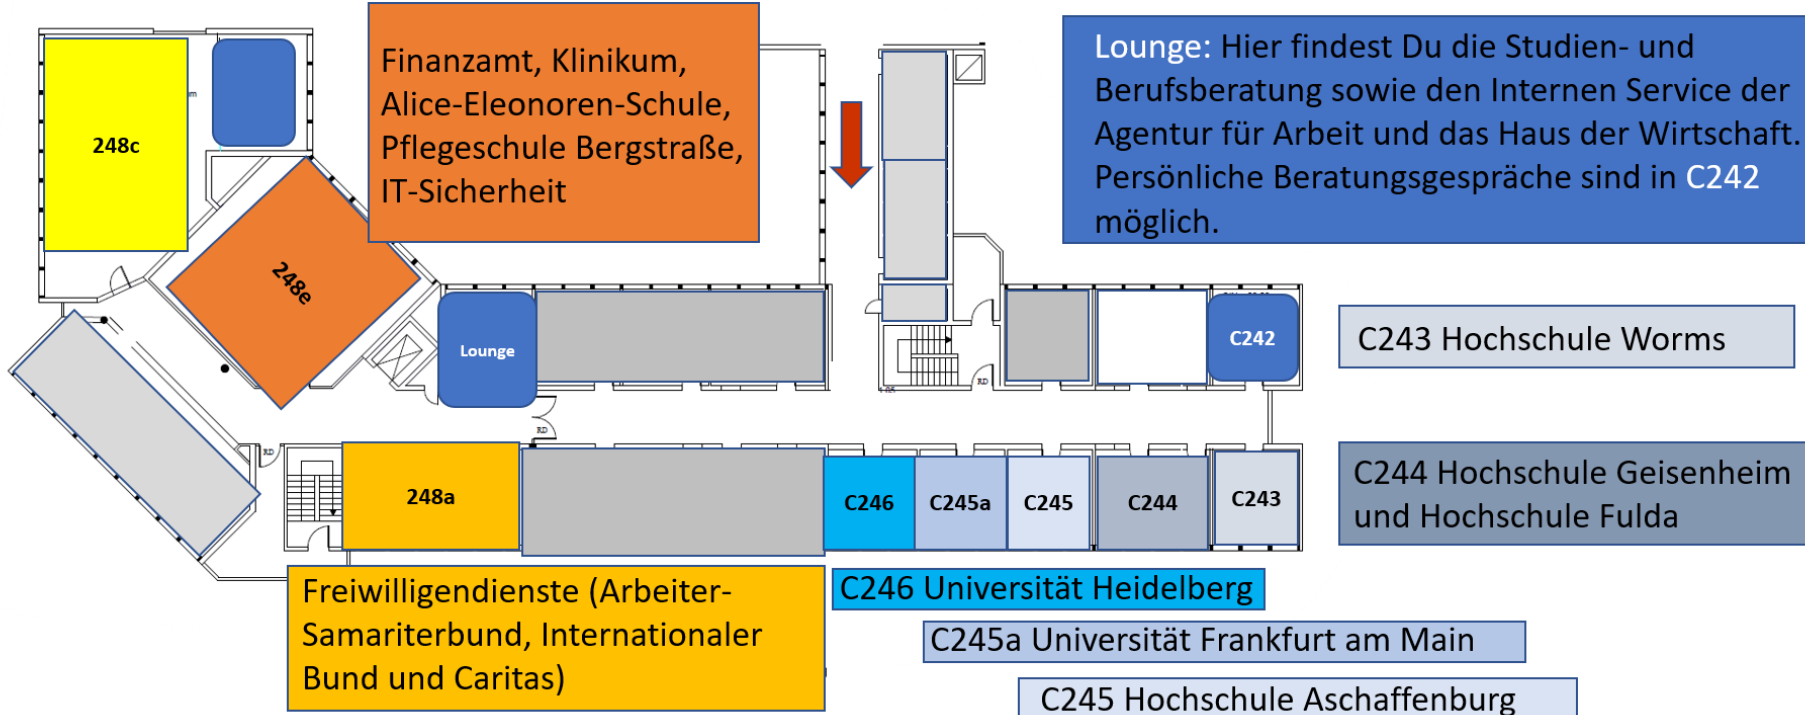 Finanzamt, Klinikum,
Alice-Eleonoren-Schule,
Pflegeschule Bergstraße,
IT-Sicherheit
Lounge: Hier findest Du die Studien- und
Berufsberatung sowie den Internen Service der
Agentur für Arbeit und das Haus der Wirtschaft.
Persönliche Beratungsgespräche sind in C242
möglich.
248c
248e
Lounge
C242
C243 Hochschule Worms
RD
RD
RD
248a
C246
C245a
C245
C244
C243
C244 Hochschule Geisenheim
und Hochschule Fulda
Freiwilligendienste (Arbeiter-
Samariterbund, Internationaler
Bund und Caritas)
C246 Universität Heidelberg
C245a Universität Frankfurt am Main
C245 Hochschule Aschaffenburg